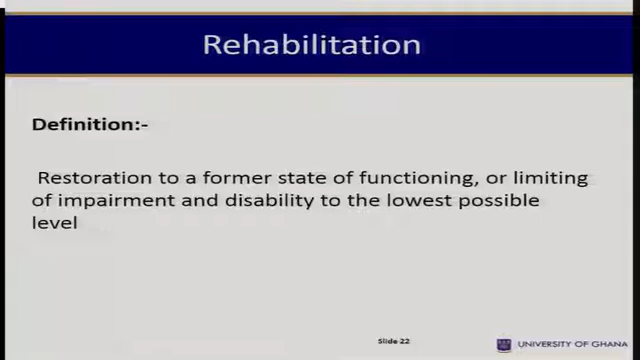 Rehabilitation
Definition:-
Restoration to a former state of functioning, or limiting
of impairment and disability to the lowest possible
level
Slide 22
UNIVERSITY OF GHANA